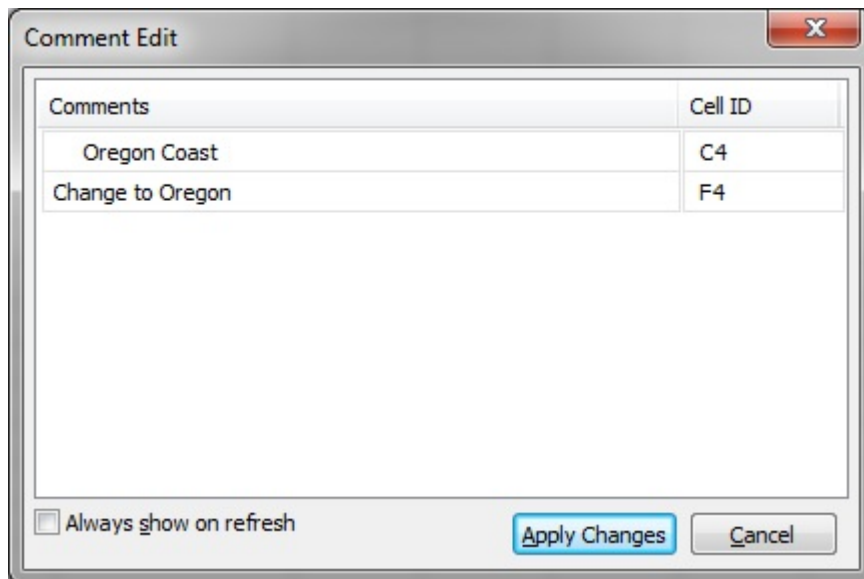 Comment Edit
Comments Cell ID
Oregon Coast C4
Change to Oregon F4
Always show on refresh Apply Changes Cancel